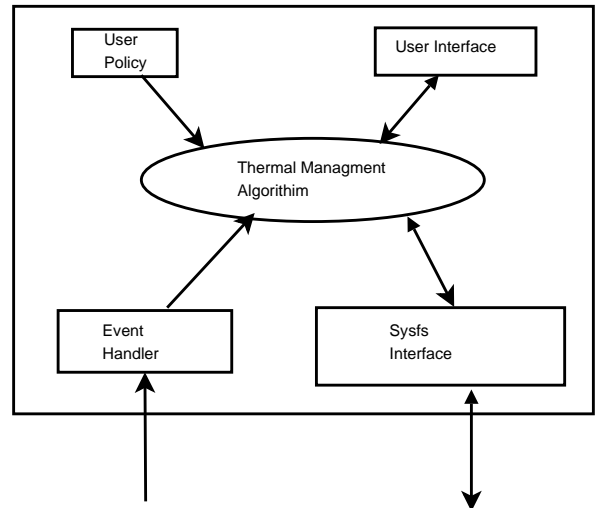 User
Policy
User Interface
Thermal Managment
Algorithim
Event
Handler
Sysfs
Interface